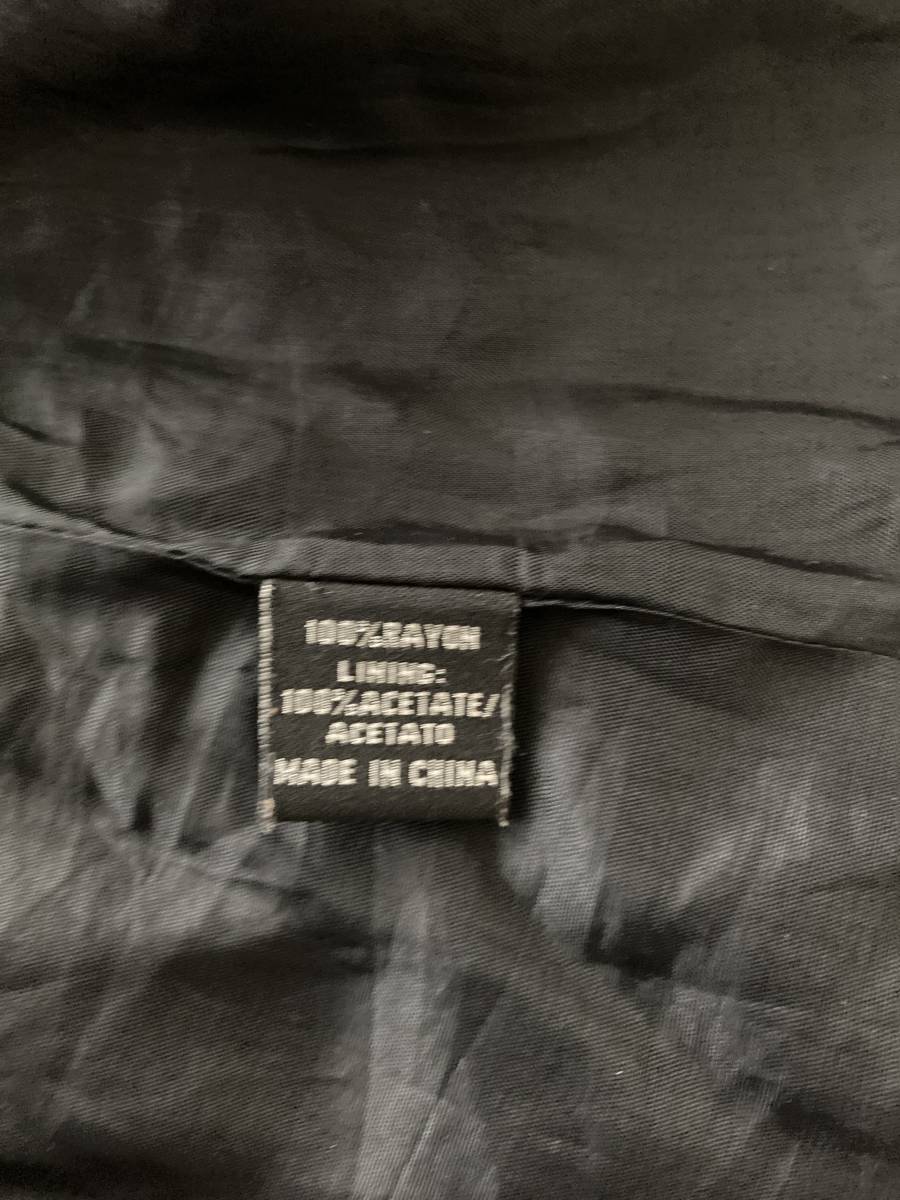 100%RAYON
LINING:
100%ACETATE/
ACETATO
MADE IN CHINA